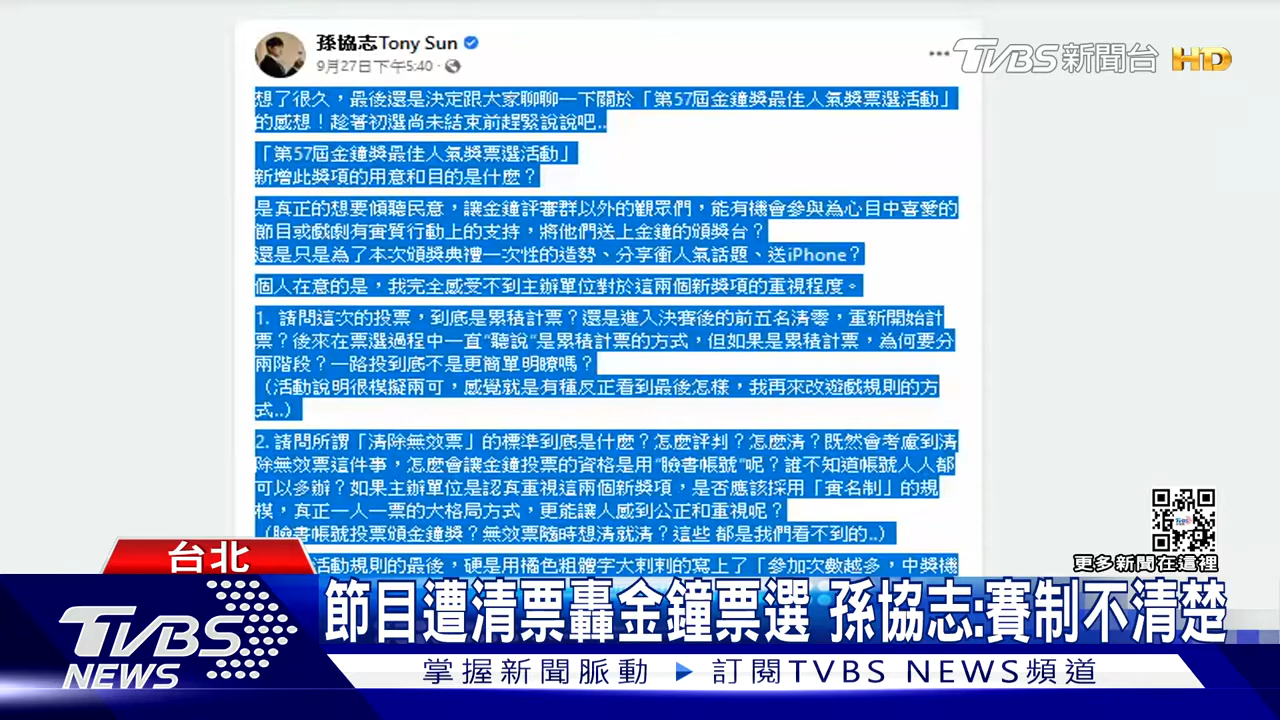 孫協志Tony Sun
9月27日下午5:40
TVBS新聞台 HD
想了很久，最後還是決定跟大家聊聊一下關於「第57屆金鐘獎最佳人氣獎票選活動」
的感想！趁著初選尚未結束前趕緊說說吧..
「第57屆金鐘獎最佳人氣獎票選活動」
新增此獎項的用意和目的是什麼？
是真正的想要傾聽民意，讓金鐘評審群以外的觀眾們，能有機會參與為心目中喜愛的
節目或戲劇有實質行動上的支持，將他們送上金鐘的頒獎台？
還是只是為了本次頒獎典禮一次性的造勢、分享衝人氣話題、送iPhone？
個人在意的是，我完全感受不到主辦單位對於這兩個新獎項的重視程度。
1. 請問這次的投票，到底是累積計票？還是進入決賽後的前五名清零，重新開始計
票？後來在票選過程中一直"聽說"是累積計票的方式，但如果是累積計票，為何要分
兩階段？一路投到底不是更簡單明瞭嗎？
（活動說明很模擬兩可，感覺就是有種反正看到最後怎樣，我再來改遊戲規則的方
式..）
2. 請問所謂「清除無效票」的標準到底是什麼？怎麼評判？怎麼清？既然會考慮到清
除無效票這件事，怎麼會讓金鐘投票的資格是用"臉書帳號"呢？誰不知道帳號人人都
可以多辦？如果主辦單位是認真重視這兩個新獎項，是否應該採用「實名制」的規
模，真正一人一票的大格局方式，更能讓人感到公正和重視呢？
（臉書帳號投票頒金鐘獎？無效票隨時想清就清？這些 都是我們看不到的..）
活動規則的最後，硬是用橘色粗體字大剌剌的寫上了「參加次數越多，中獎機
更多新聞在這裡
台北
節目遭清票轟金鐘票選 孫協志:賽制不清楚
TVBS NEWS
掌握新聞脈動 訂閱TVBS NEWS頻道